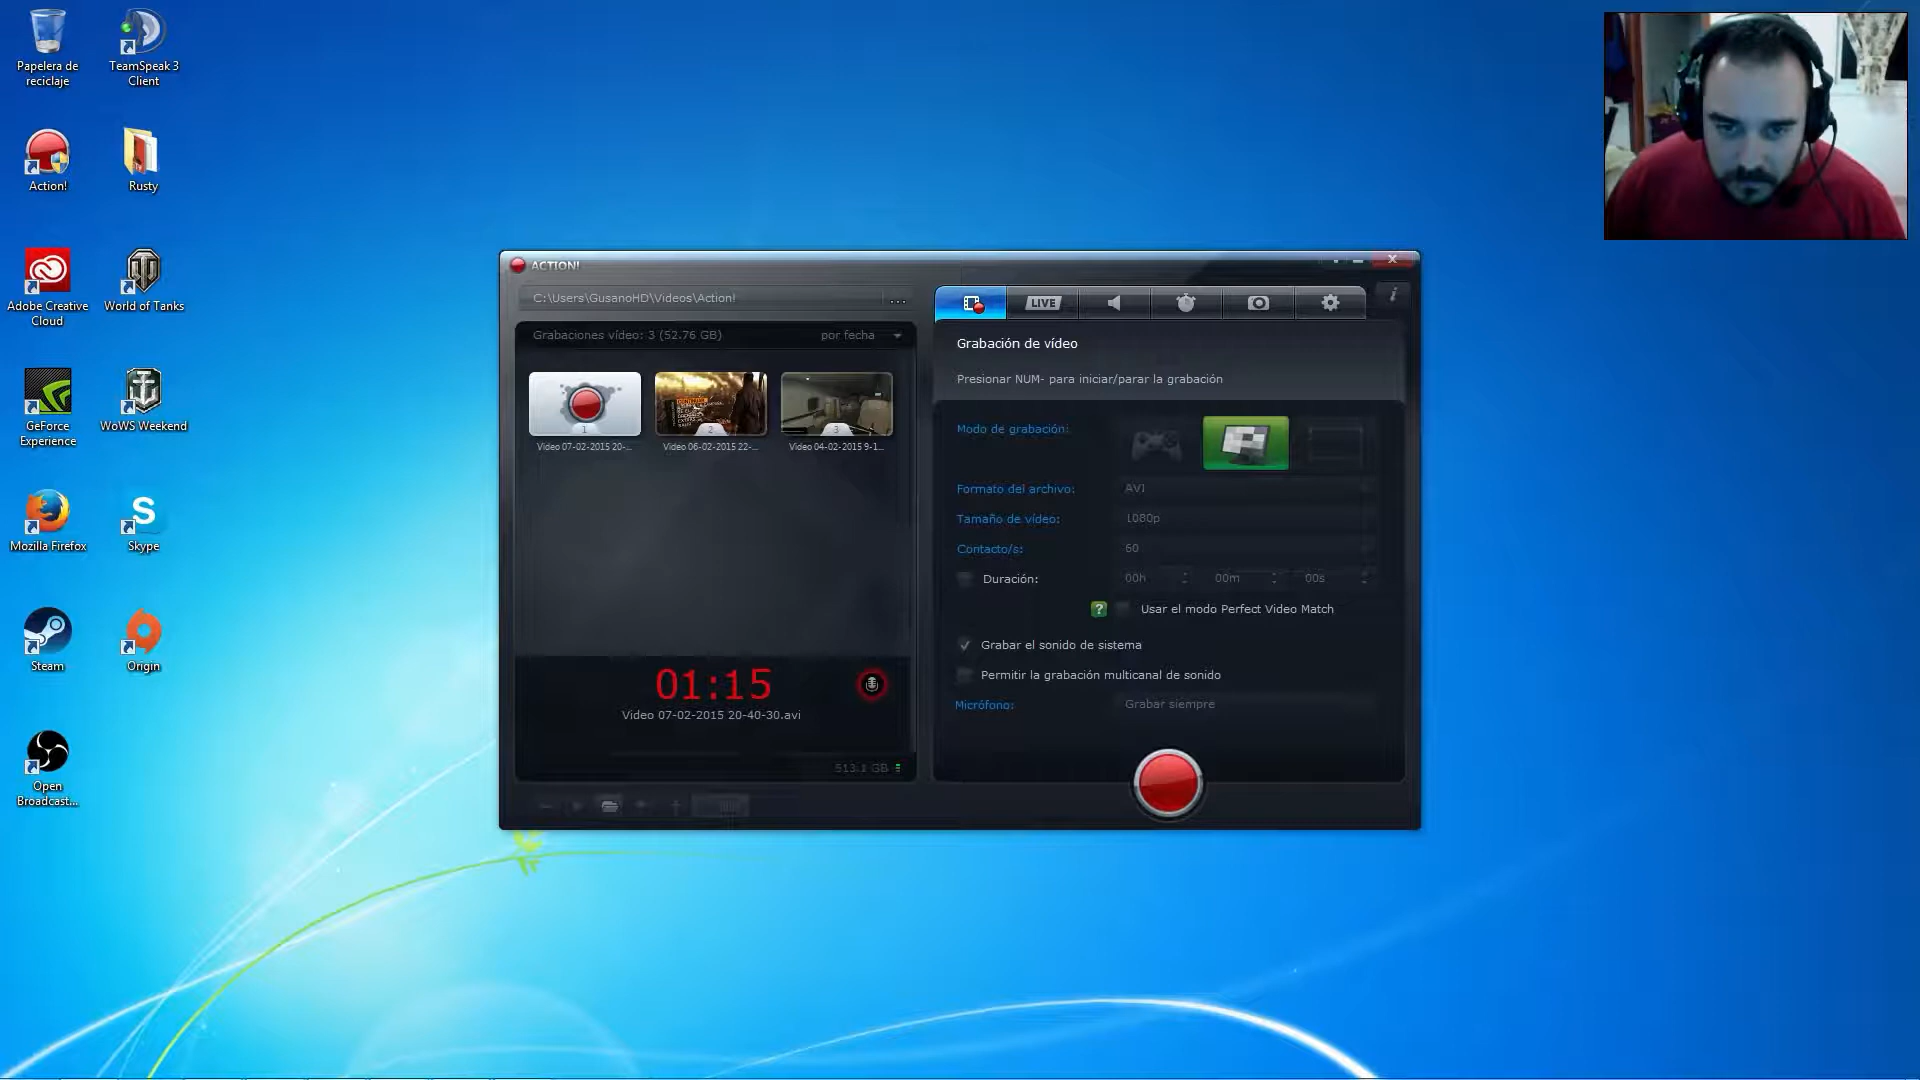 Papelera de
reciclaje
TeamSpeak 3
Client
Action!
Rusty
Adobe Creative
Cloud
World of Tanks
GeForce
Experience
WoWS Weekend
Mozilla Firefox
Skype
Steam
Origin
Open
Broadcast...
ACTION!
C:\Users\GusanoHD\Videos\Action!
...
Grabaciones vídeo: 3 (52.76 GB)
por fecha
1
2
3
Video 07-02-2015 20-...
Video 06-02-2015 22-...
Video 04-02-2015 9-1...
01:15
Video 07-02-2015 20-40-30.avi
513.1 GB
LIVE
i
Grabación de vídeo
Presionar NUM- para iniciar/parar la grabación
Modo de grabación:
Formato del archivo: AVI
Tamaño de vídeo: 1080p
Contacto/s: 60
Duración: 00h 00m 00s
? Usar el modo Perfect Video Match
Grabar el sonido de sistema
Permitir la grabación multicanal de sonido
Micrófono: Grabar siempre